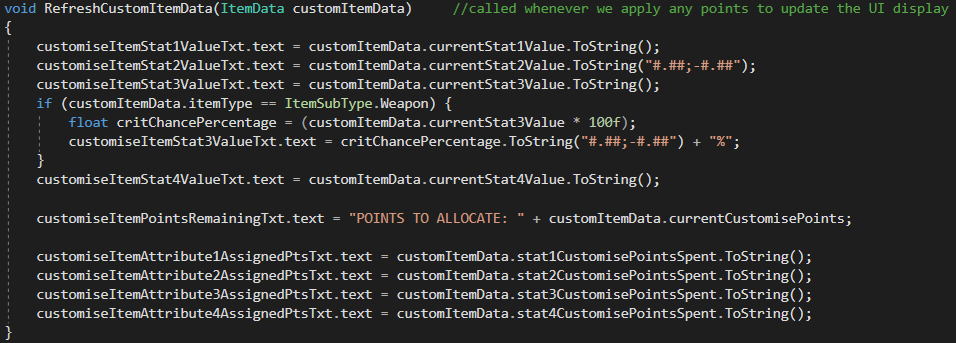 void RefreshCustomItemData(ItemData customItemData)     //called whenever we apply any points to update the UI display
{
    customiseItemStat1ValueTxt.text = customItemData.currentStat1Value.ToString();
    customiseItemStat2ValueTxt.text = customItemData.currentStat2Value.ToString("#.##;-#.##");
    customiseItemStat3ValueTxt.text = customItemData.currentStat3Value.ToString();
    if (customItemData.itemType == ItemSubType.Weapon) {
        float critChancePercentage = (customItemData.currentStat3Value * 100f);
        customiseItemStat3ValueTxt.text = critChancePercentage.ToString("#.##;-#.##") + "%";
    }
    customiseItemStat4ValueTxt.text = customItemData.currentStat4Value.ToString();

    customiseItemPointsRemainingTxt.text = "POINTS TO ALLOCATE: " + customItemData.currentCustomisePoints;

    customiseItemAttribute1AssignedPtsTxt.text = customItemData.stat1CustomisePointsSpent.ToString();
    customiseItemAttribute2AssignedPtsTxt.text = customItemData.stat2CustomisePointsSpent.ToString();
    customiseItemAttribute3AssignedPtsTxt.text = customItemData.stat3CustomisePointsSpent.ToString();
    customiseItemAttribute4AssignedPtsTxt.text = customItemData.stat4CustomisePointsSpent.ToString();
}